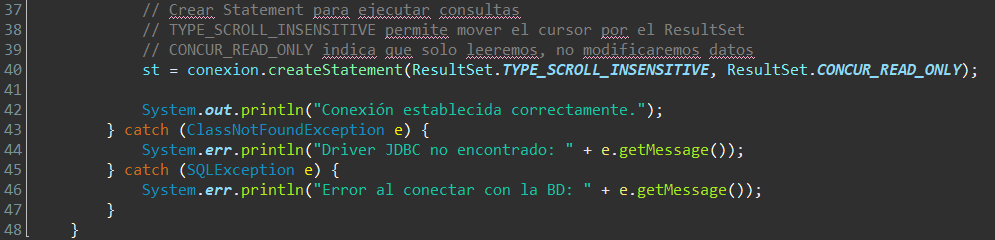 37 // Crear Statement para ejecutar consultas
38 // TYPE_SCROLL_INSENSITIVE permite mover el cursor por el ResultSet
39 // CONCUR_READ_ONLY indica que solo leeremos, no modificaremos datos
40 st = conexion.createStatement(ResultSet.TYPE_SCROLL_INSENSITIVE, ResultSet.CONCUR_READ_ONLY);
41
42 System.out.println("Conexión establecida correctamente.");
43 } catch (ClassNotFoundException e) {
44 System.err.println("Driver JDBC no encontrado: " + e.getMessage());
45 } catch (SQLException e) {
46 System.err.println("Error al conectar con la BD: " + e.getMessage());
47 }
48 }